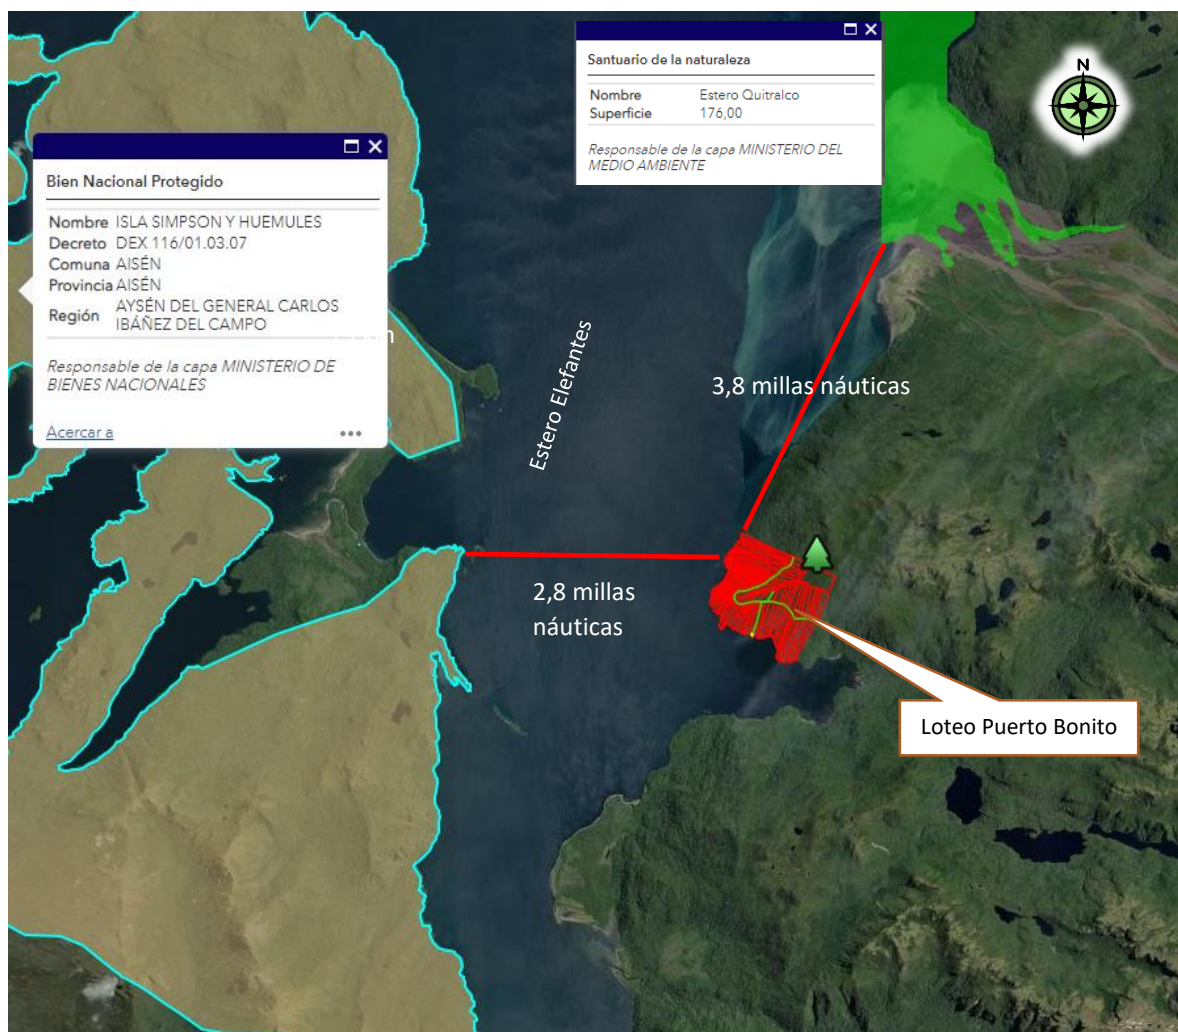 Santuario de la naturaleza
Nombre Estero Quitralco
Superficie 176,00
Responsable de la capa MINISTERIO DEL
MEDIO AMBIENTE
N
Bien Nacional Protegido
Nombre ISLA SIMPSON Y HUEMULES
Decreto DEX 116/01.03.07
Comuna AISÉN
Provincia AISÉN
Región AYSÉN DEL GENERAL CARLOS
IBÁÑEZ DEL CAMPO
Responsable de la capa MINISTERIO DE
BIENES NACIONALES
Acercar a
Estero Elefantes
3,8 millas náuticas
2,8 millas
náuticas
Loteo Puerto Bonito